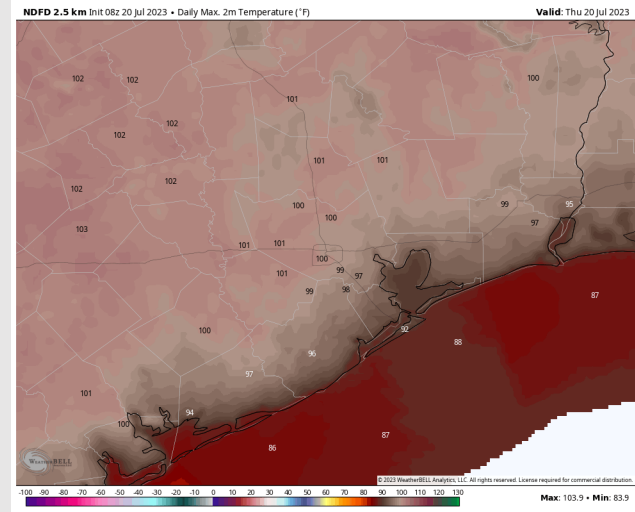 NDFD 2.5 km Init 08z 20 Jul 2023 • Daily Max. 2m Temperature (°F) Valid: Thu 20 Jul 2023
102 102 100
101
102
102
101 101
102 102
100 99 95
100 97
103
101 101
100
101 99 97
99 98 87
100 92
88
96
97
101
94
100
87
86
WeatherBELL
© 2023 WeatherBELL Analytics, LLC. All rights reserved. License required for commercial distribution.
-100 -90 -80 -70 -60 -50 -40 -30 -20 -10 0 10 20 30 40 50 60 70 80 90 100 110 120 130
Max: 103.9 • Min: 83.9